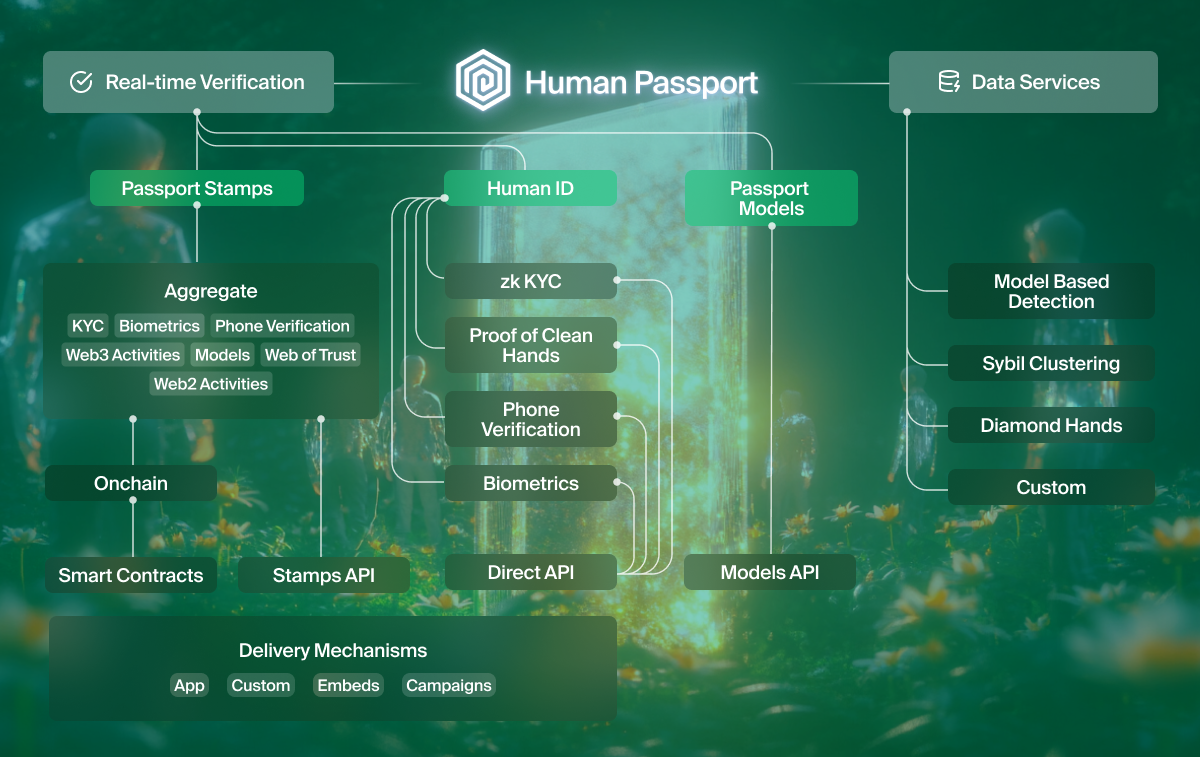 Real-time Verification
Human Passport
Data Services
Passport Stamps
Human ID
Passport
Models
Aggregate
KYC
Biometrics
Phone Verification
Web3 Activities
Models
Web of Trust
Web2 Activities
Onchain
Smart Contracts
Stamps API
zk KYC
Proof of Clean
Hands
Phone
Verification
Biometrics
Direct API
Models API
Model Based
Detection
Sybil Clustering
Diamond Hands
Custom
Delivery Mechanisms
App
Custom
Embeds
Campaigns